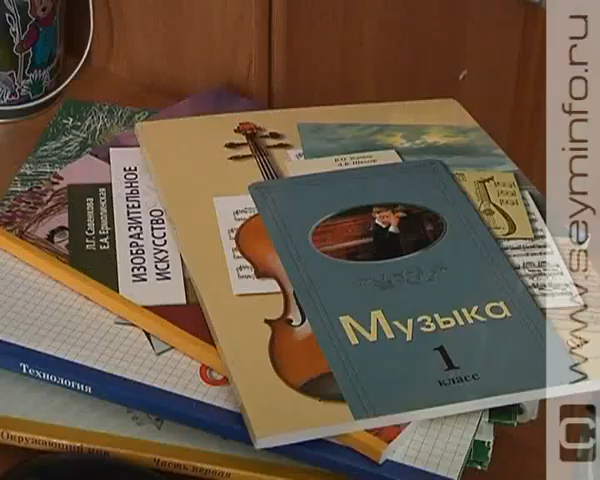 Музыка
1
класс
ИЗОБРАЗИТЕЛЬНОЕ
ИСКУССТВО
Л.Г. Савенкова
Е.А. Ермолинская
Технология
Окружающий мир
Часть первая
www.seyminfo.ru